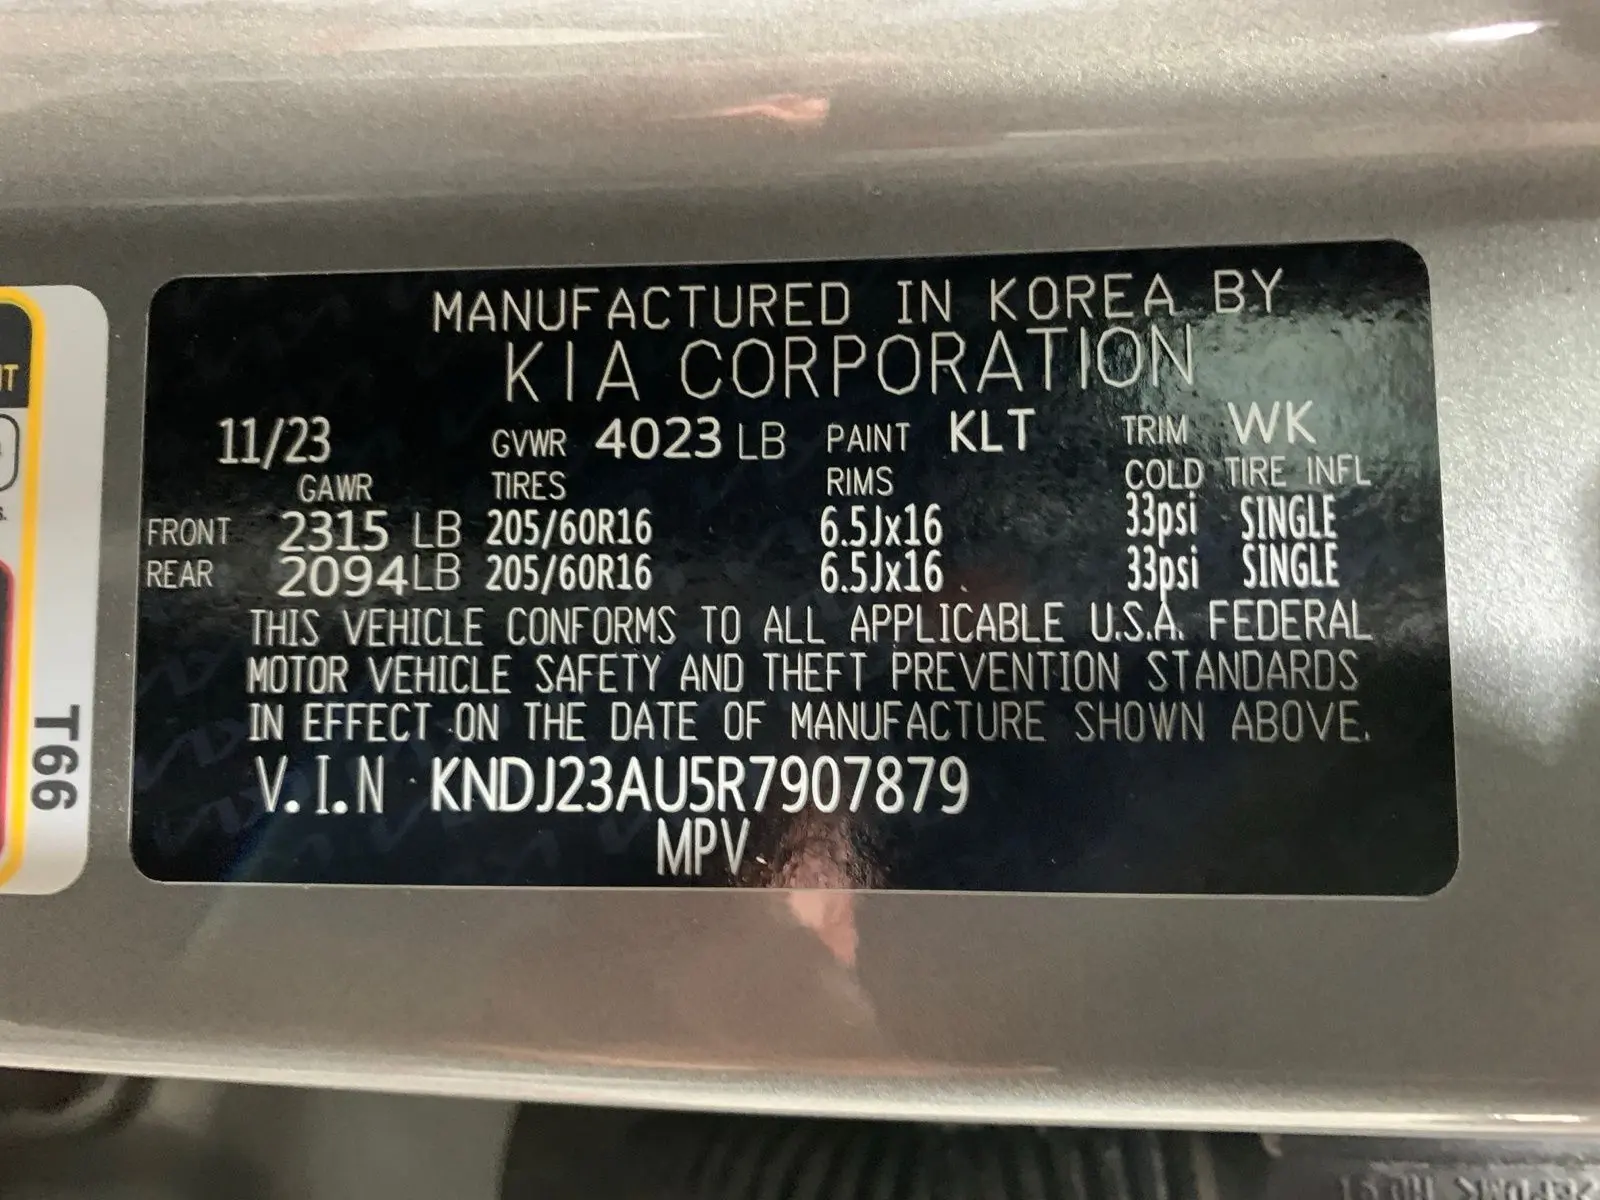 MANUFACTURED IN KOREA BY
KIA CORPORATION
11/23 GVWR 4023 LB PAINT KLT TRIM WK
GAWR TIRES RIMS COLD TIRE INFL
FRONT 2315 LB 205/60R16 6.5Jx16 33psi SINGLE
REAR 2094 LB 205/60R16 6.5Jx16 33psi SINGLE
THIS VEHICLE CONFORMS TO ALL APPLICABLE U.S.A. FEDERAL
MOTOR VEHICLE SAFETY AND THEFT PREVENTION STANDARDS
IN EFFECT ON THE DATE OF MANUFACTURE SHOWN ABOVE.
V.I.N KNDJ23AU5R7907879
MPV
T66